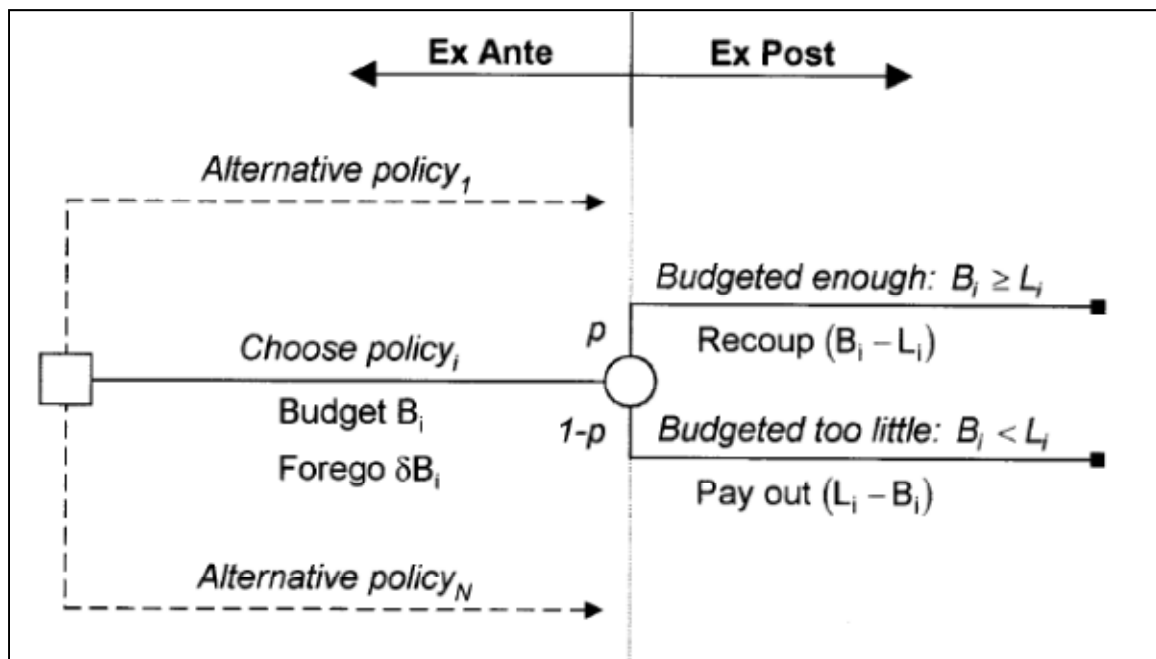 Ex Ante Ex Post
Alternative policy₁
Budgeted enough: Bᵢ ≥ Lᵢ
p Recoup (Bᵢ – Lᵢ)
Choose policyᵢ
Budget Bᵢ
1-p Budgeted too little: Bᵢ < Lᵢ
Forego δBᵢ
Pay out (Lᵢ – Bᵢ)
Alternative policy_N